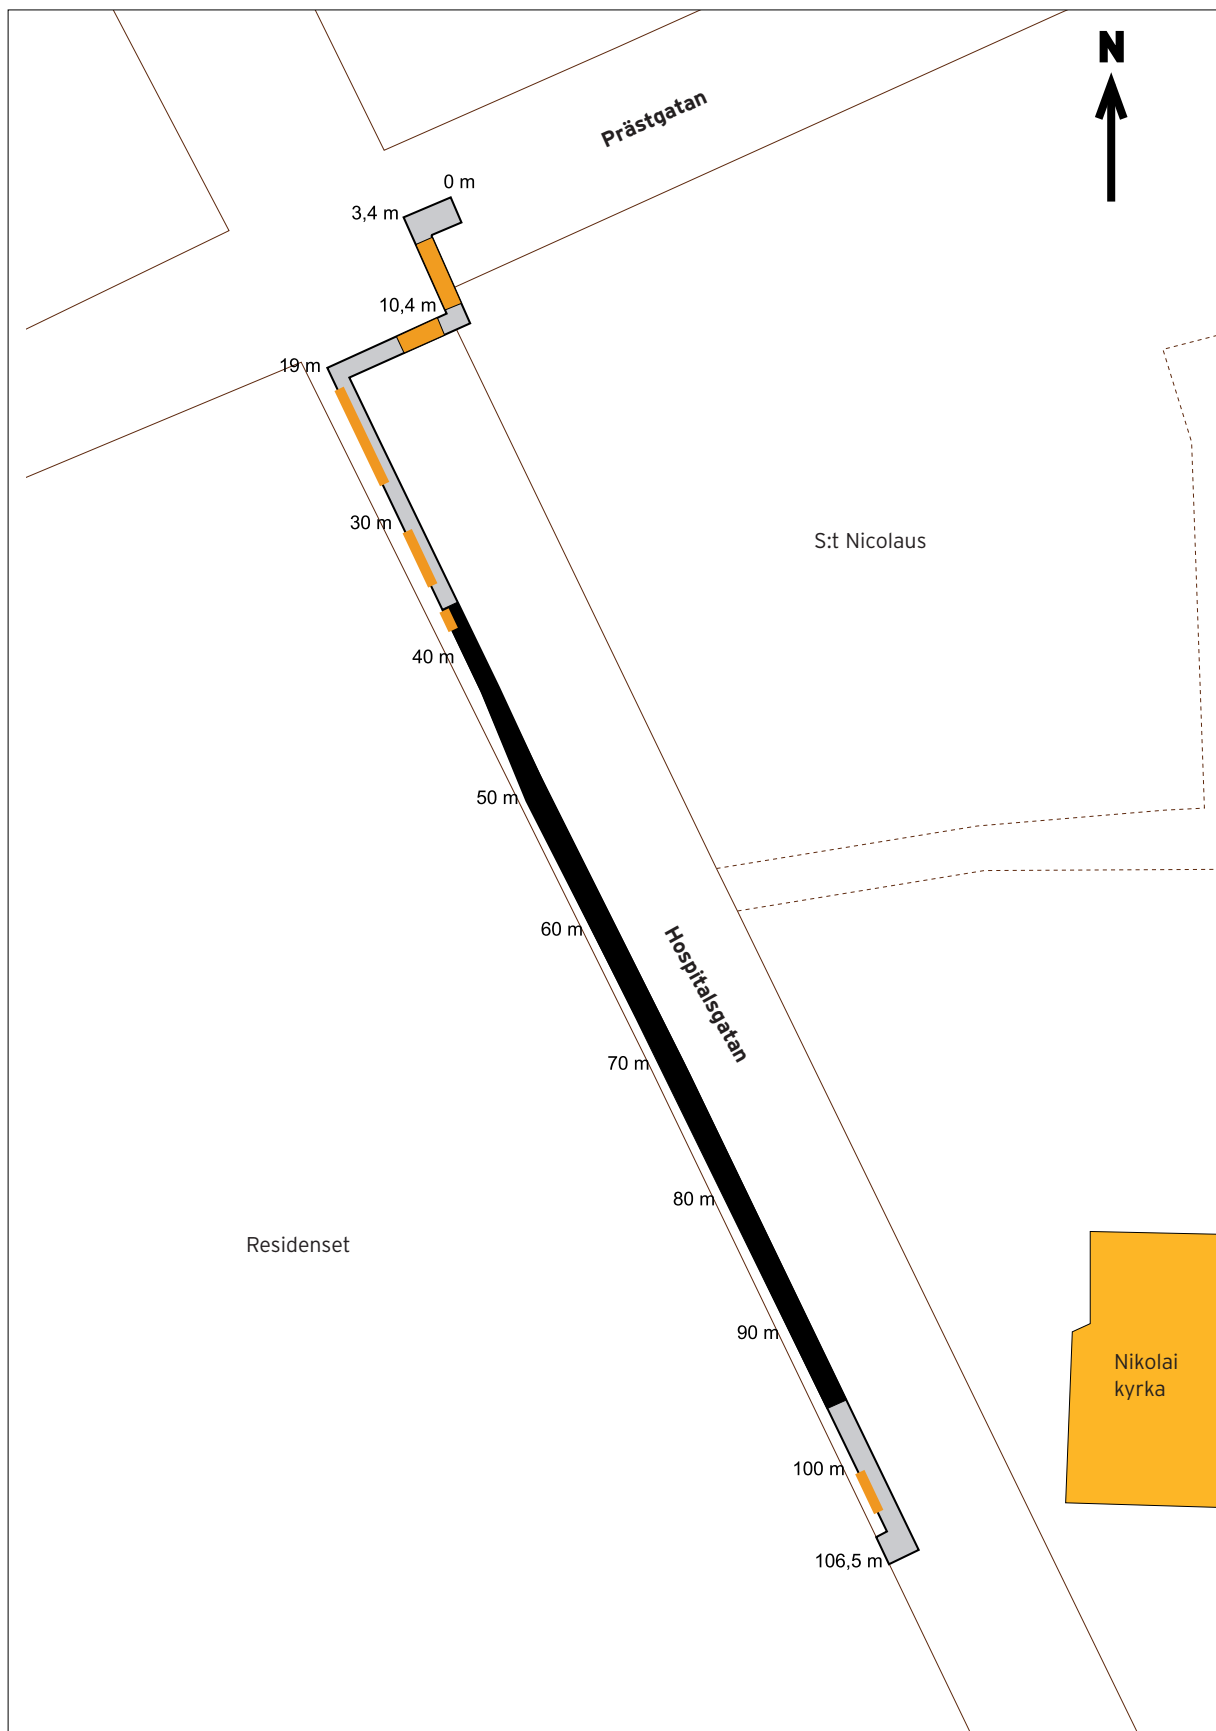 N
Prästgatan
0 m
3,4 m
10,4 m
19 m
30 m
S:t Nicolaus
40 m
50 m
60 m
Hospitalsgatan
70 m
80 m
Residenset
90 m
Nikolai
kyrka
100 m
106,5 m